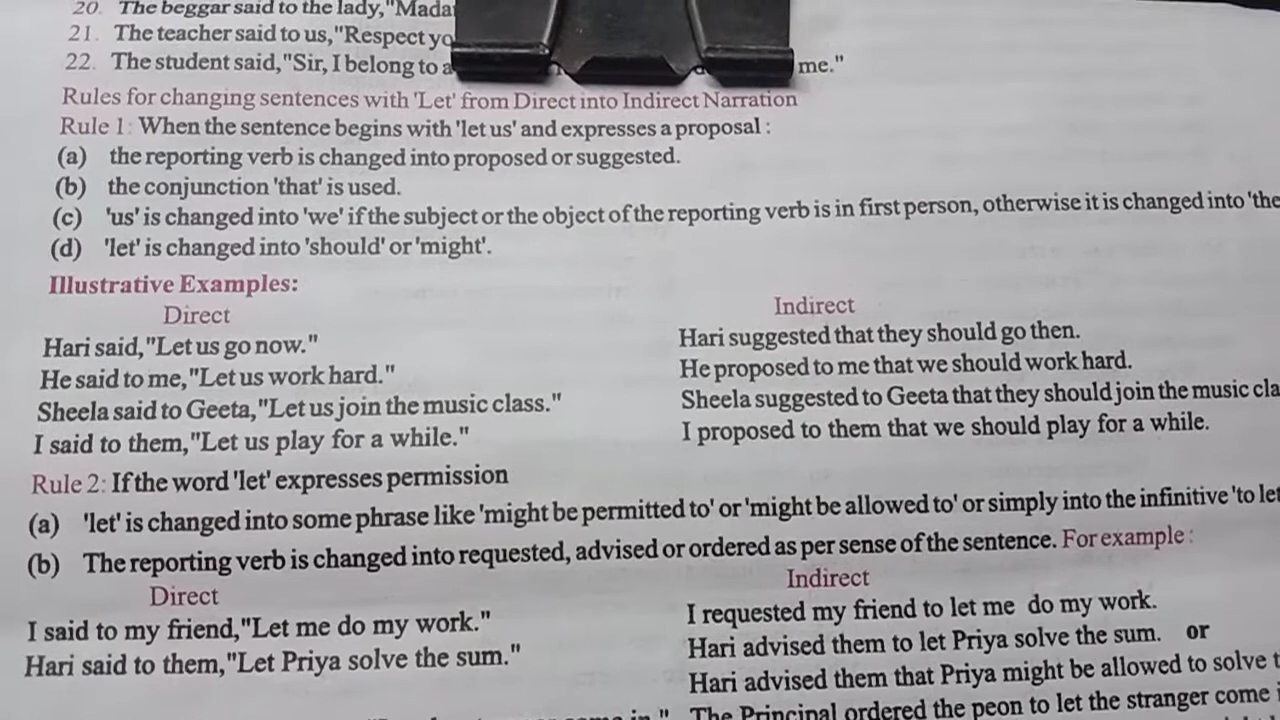 20. The beggar said to the lady,"Mada
21. The teacher said to us,"Respect yo
22. The student said,"Sir, I belong to a me."
Rules for changing sentences with 'Let' from Direct into Indirect Narration
Rule 1: When the sentence begins with 'let us' and expresses a proposal :
(a) the reporting verb is changed into proposed or suggested.
(b) the conjunction 'that' is used.
(c) 'us' is changed into 'we' if the subject or the object of the reporting verb is in first person, otherwise it is changed into 'the
(d) 'let' is changed into 'should' or 'might'.
Illustrative Examples:
Direct Indirect
Hari said,"Let us go now." Hari suggested that they should go then.
He said to me,"Let us work hard." He proposed to me that we should work hard.
Sheela said to Geeta,"Let us join the music class." Sheela suggested to Geeta that they should join the music cla
I said to them,"Let us play for a while." I proposed to them that we should play for a while.
Rule 2: If the word 'let' expresses permission
(a) 'let' is changed into some phrase like 'might be permitted to' or 'might be allowed to' or simply into the infinitive 'to let
(b) The reporting verb is changed into requested, advised or ordered as per sense of the sentence. For example :
Direct Indirect
I said to my friend,"Let me do my work." I requested my friend to let me do my work.
Hari said to them,"Let Priya solve the sum." Hari advised them to let Priya solve the sum. or
Hari advised them that Priya might be allowed to solve t
in." The Principal ordered the peon to let the stranger come i